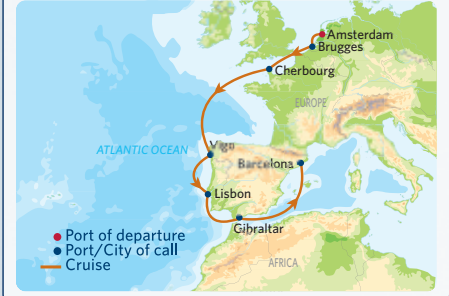 Amsterdam
Brugges
Cherbourg
EUROPE
ATLANTIC OCEAN
Vigo
Barcelona
Lisbon
Gibraltar
AFRICA
Port of departure
Port/City of call
Cruise